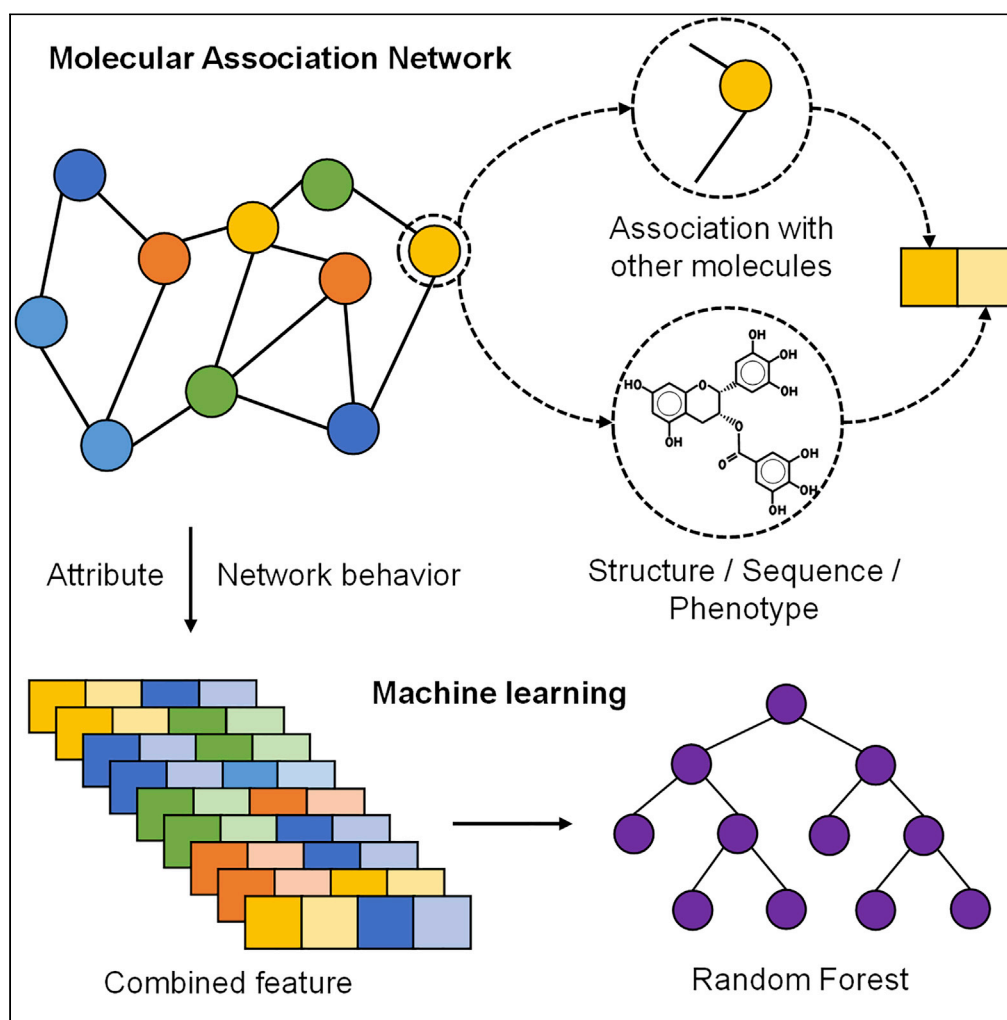 Molecular Association Network
Association with
other molecules
OH
HO
OH
O
OH
OH
O
O
OH
OH
OH
Structure / Sequence /
Phenotype
Attribute
Network behavior
Machine learning
Combined feature
Random Forest